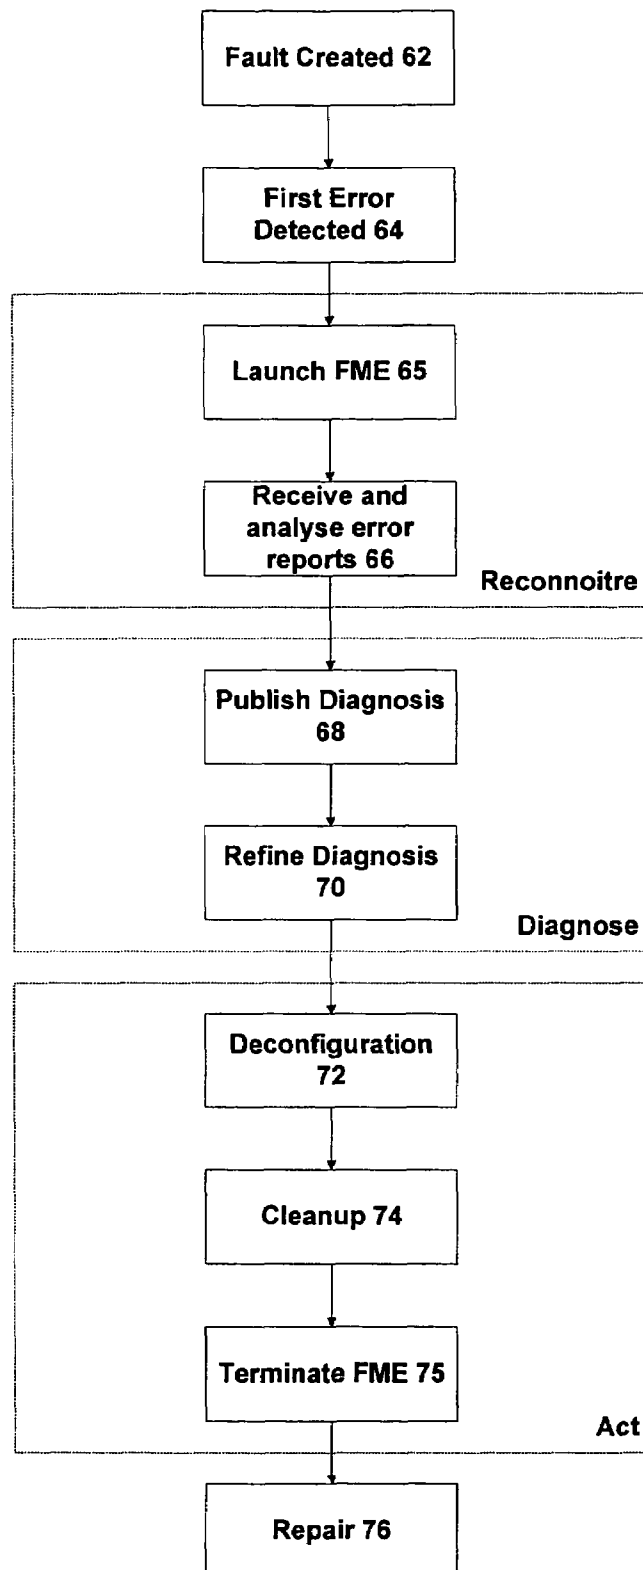 Fault Created 62
First Error
Detected 64
Launch FME 65
Receive and
analyse error
reports 66
Reconnoitre
Publish Diagnosis
68
Refine Diagnosis
70
Diagnose
Deconfiguration
72
Cleanup 74
Terminate FME 75
Act
Repair 76